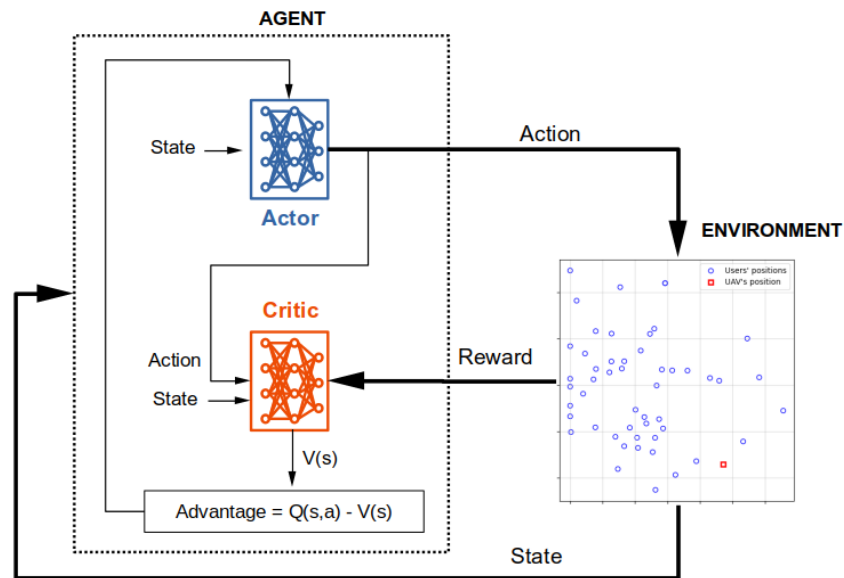 AGENT
State
Actor
Action
ENVIRONMENT
Users' positions
UAV's position
Critic
Action
State
Reward
V(s)
Advantage = Q(s,a) - V(s)
State